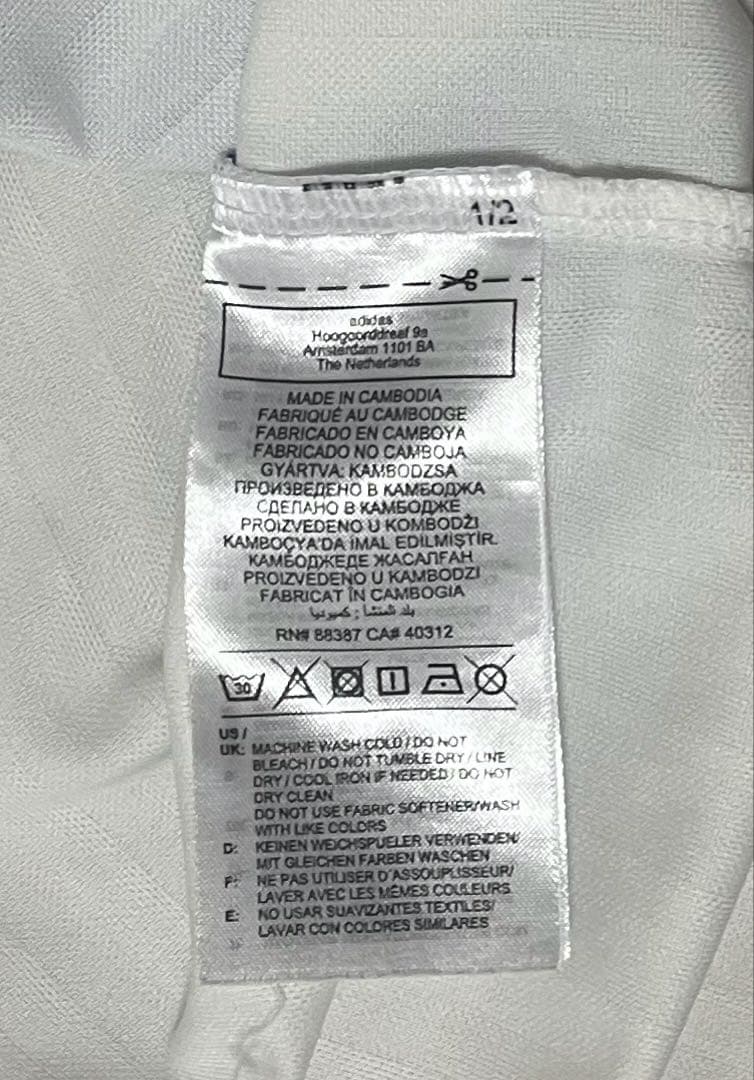 1/2
adidas
Hoogoorddreef 9a
Amsterdam 1101 BA
The Netherlands
MADE IN CAMBODIA
FABRIQUÉ AU CAMBODGE
FABRICADO EN CAMBOYA
FABRICADO NO CAMBOJA
GYÁRTVA: KAMBODZSA
ПРОИЗВЕДЕНО В КАМБОДЖА
СДЕЛАНО В КАМБОДЖЕ
PROIZVEDENO U KOMBODŽI
KAMBOÇYA'DA İMAL EDİLMİŞTİR.
КАМБОДЖЕДЕ ЖАСАЛҒАН
PROIZVEDENO U KAMBODZI
FABRICAT ÎN CAMBOGIA
بلد المنشأ: كمبوديا
RN# 88387 CA# 40312
30
US /
UK: MACHINE WASH COLD / DO NOT
BLEACH / DO NOT TUMBLE DRY / LINE
DRY / COOL IRON IF NEEDED / DO NOT
DRY CLEAN
DO NOT USE FABRIC SOFTENER/WASH
WITH LIKE COLORS
D: KEINEN WEICHSPUELER VERWENDEN/
MIT GLEICHEN FARBEN WASCHEN
F: NE PAS UTILISER D'ASSOUPLISSEUR/
LAVER AVEC LES MÊMES COULEURS
E: NO USAR SUAVIZANTES TEXTILES/
LAVAR CON COLORES SIMILARES